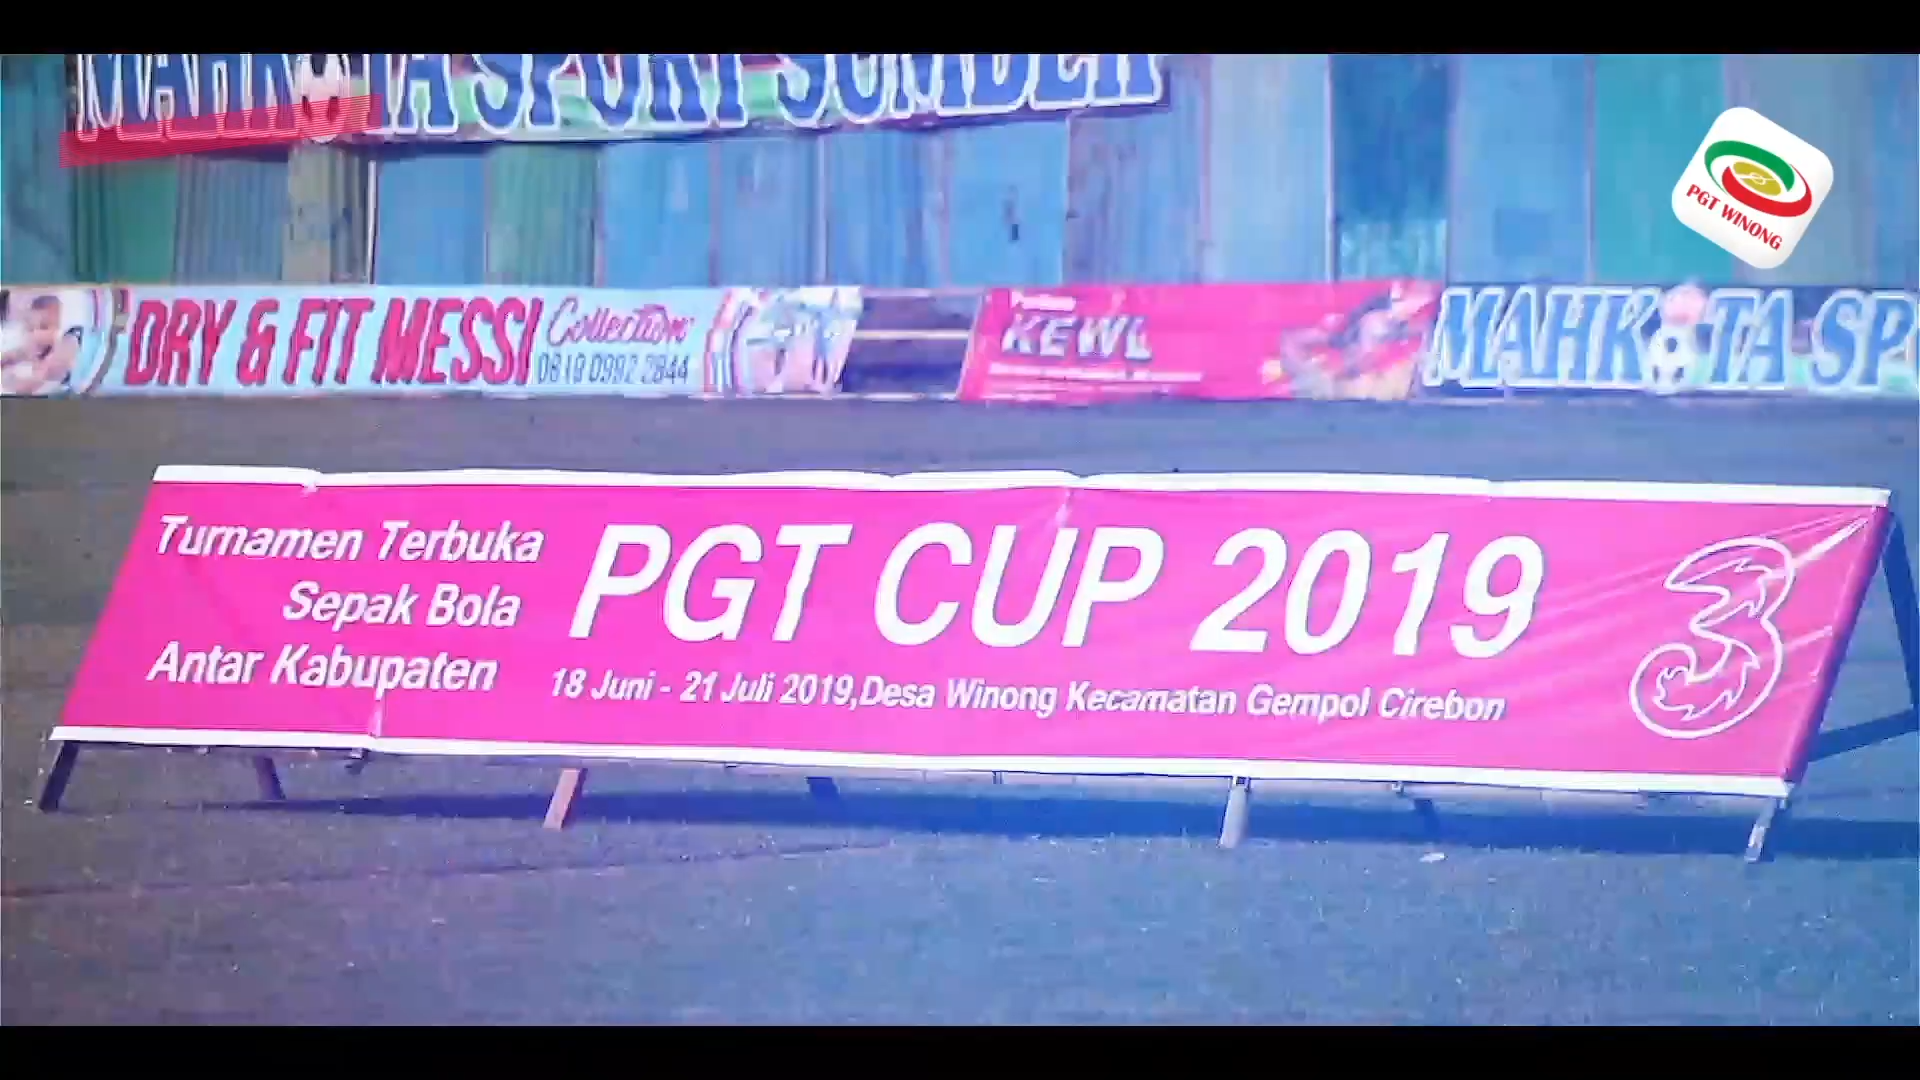 MAHKOTA SPORT SUMBER
PGT WINONG
DRY & FIT MESSI Collection
0819 0992 2844
KEWL
MAHKOTA SP
Turnamen Terbuka
Sepak Bola
Antar Kabupaten
PGT CUP 2019
18 Juni - 21 Juli 2019,Desa Winong Kecamatan Gempol Cirebon
3